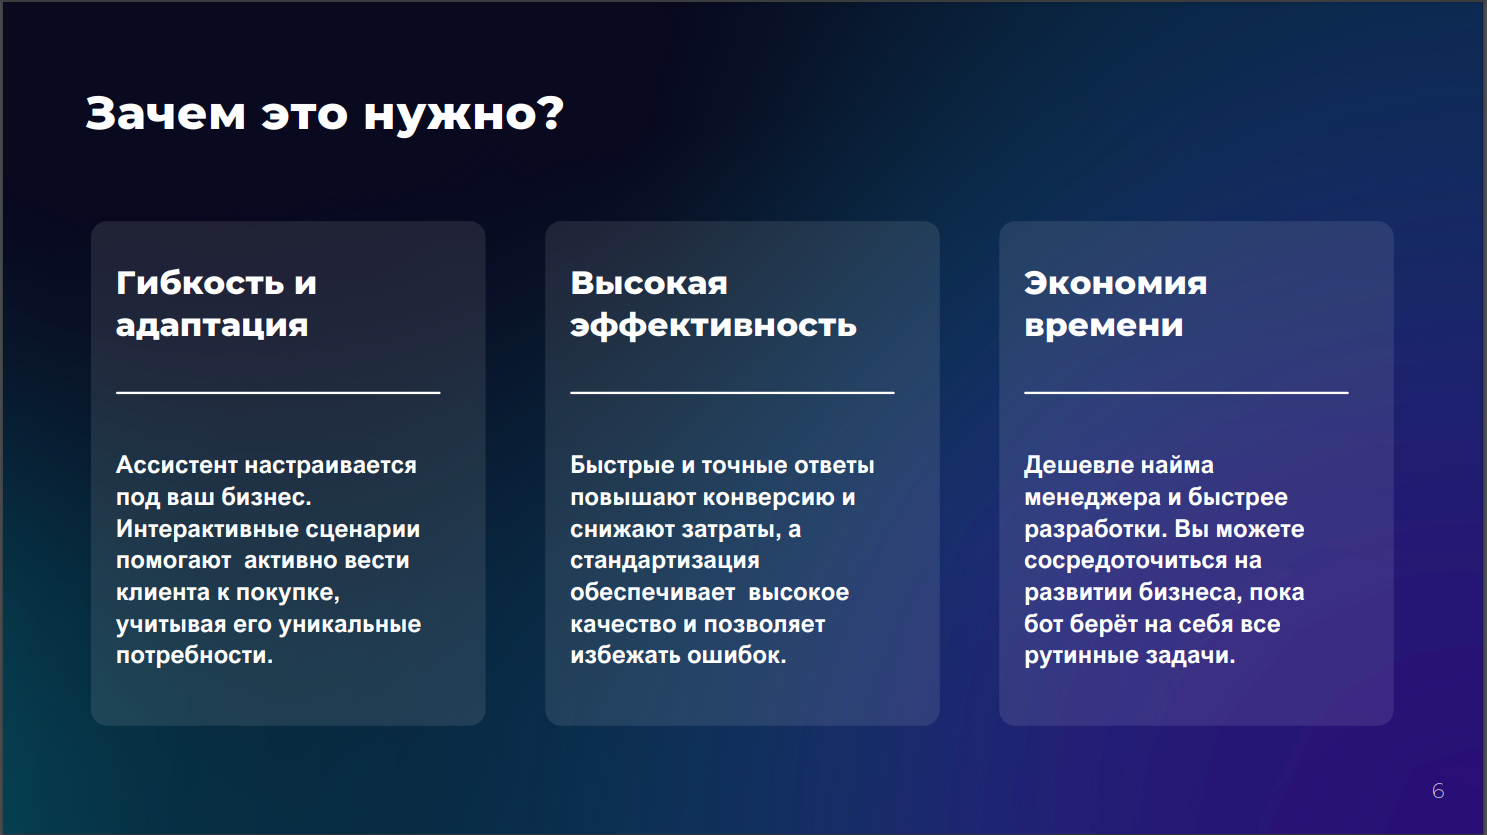 Зачем это нужно?
Гибкость и
адаптация
Ассистент настраивается
под ваш бизнес.
Интерактивные сценарии
помогают  активно вести
клиента к покупке,
учитывая его уникальные
потребности.
Высокая
эффективность
Быстрые и точные ответы
повышают конверсию и
снижают затраты, а
стандартизация
обеспечивает  высокое
качество и позволяет
избежать ошибок.
Экономия
времени
Дешевле найма
менеджера и быстрее
разработки. Вы можете
сосредоточиться на
развитии бизнеса, пока
бот берёт на себя все
рутинные задачи.
6